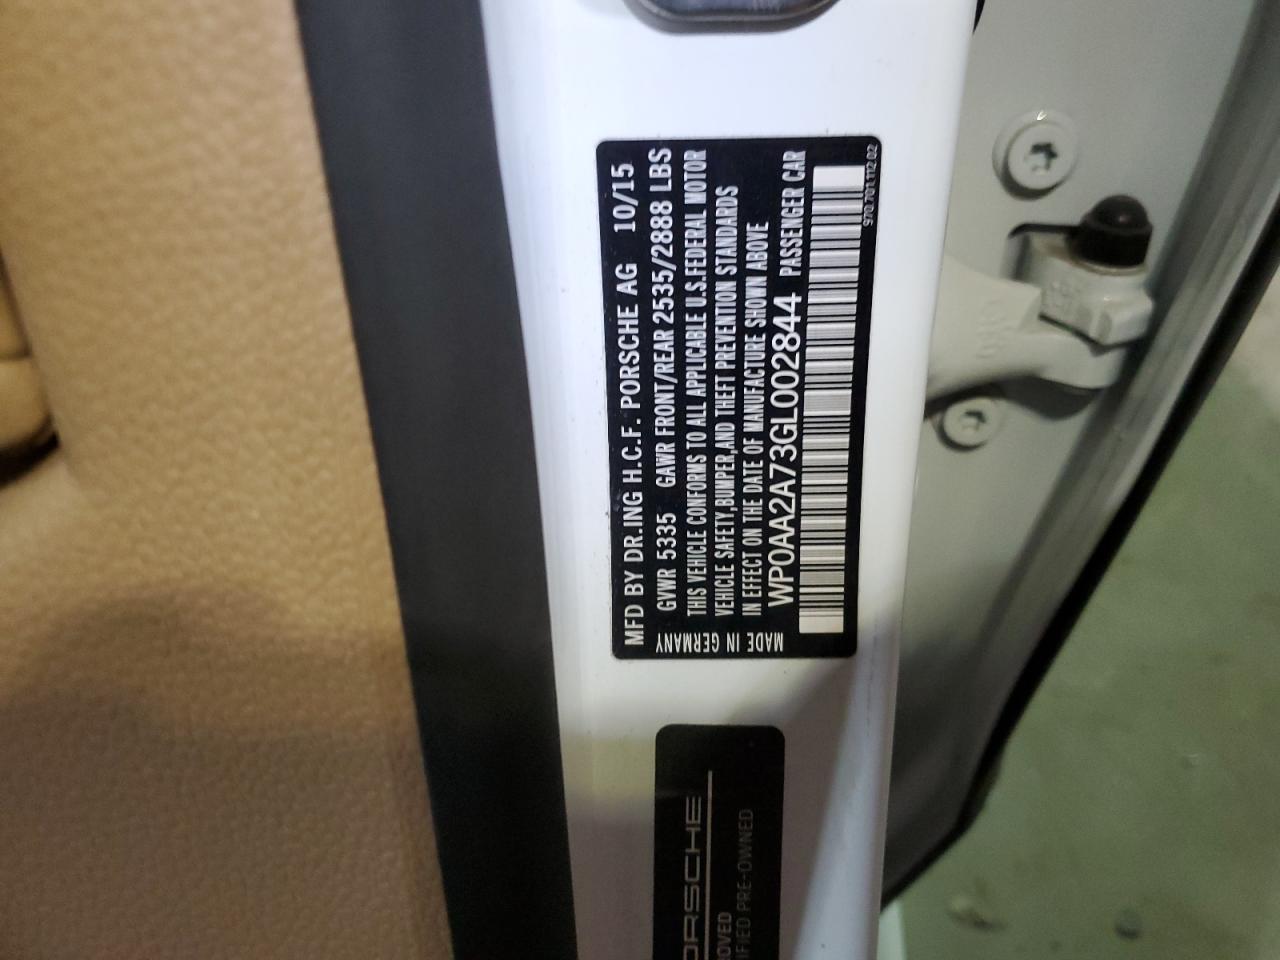 MFD BY DR.ING H.C.F. PORSCHE AG 10/15
GVWR 5335 GAWR FRONT/REAR 2535/2888 LBS
THIS VEHICLE CONFORMS TO ALL APPLICABLE U.S.FEDERAL MOTOR
VEHICLE SAFETY,BUMPER,AND THEFT PREVENTION STANDARDS
IN EFFECT ON THE DATE OF MANUFACTURE SHOWN ABOVE
WP0AA2A73GL002844 PASSENGER CAR
970.701.112.02
MADE IN GERMANY
ORSCHE
OVED
IFIED PRE-OWNED